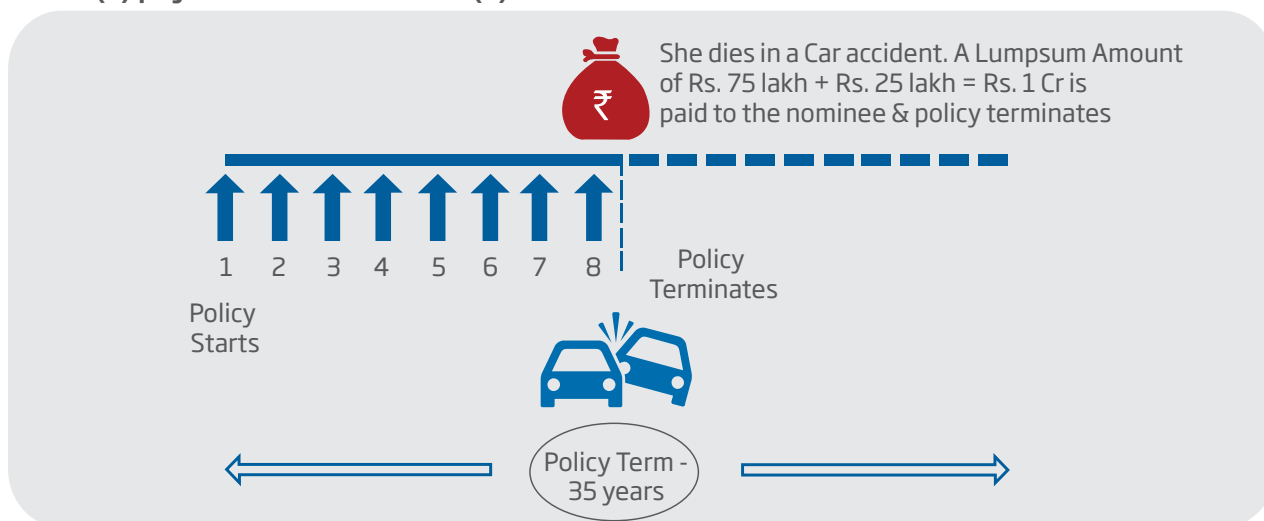 She dies in a Car accident. A Lumpsum Amount
of Rs. 75 lakh + Rs. 25 lakh = Rs. 1 Cr is
paid to the nominee & policy terminates
₹
1 2 3 4 5 6 7 8
Policy
Starts
Policy
Terminates
Policy Term -
35 years